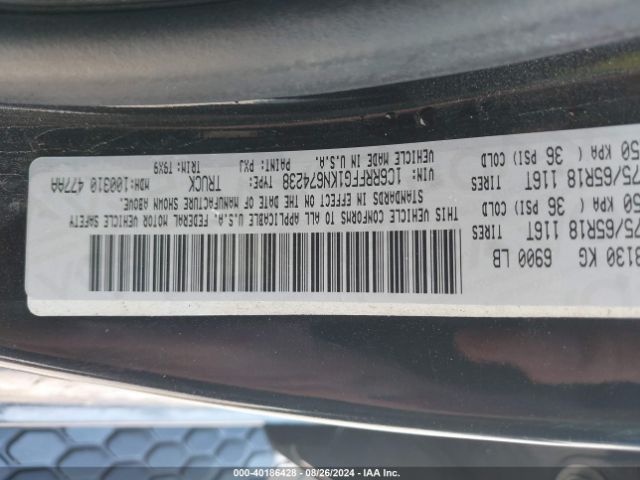 3130 KG
6900 LB
75/65R18 116T
TIRES
50 KPA ( 36 PSI) COLD
75/65R18 116T
TIRES
50 KPA ( 36 PSI) COLD
THIS VEHICLE CONFORMS TO ALL APPLICABLE U.S.A. FEDERAL MOTOR VEHICLE SAFETY
STANDARDS IN EFFECT ON THE DATE OF MANUFACTURE SHOWN ABOVE.
VIN: 1C6RRFFG1KN674238 TYPE: TRUCK MDH:100310 477AA
VEHICLE MADE IN U.S.A. PAINT: PXJ TRIM: T9X9
000-40186428 - 08/26/2024 - IAA Inc.